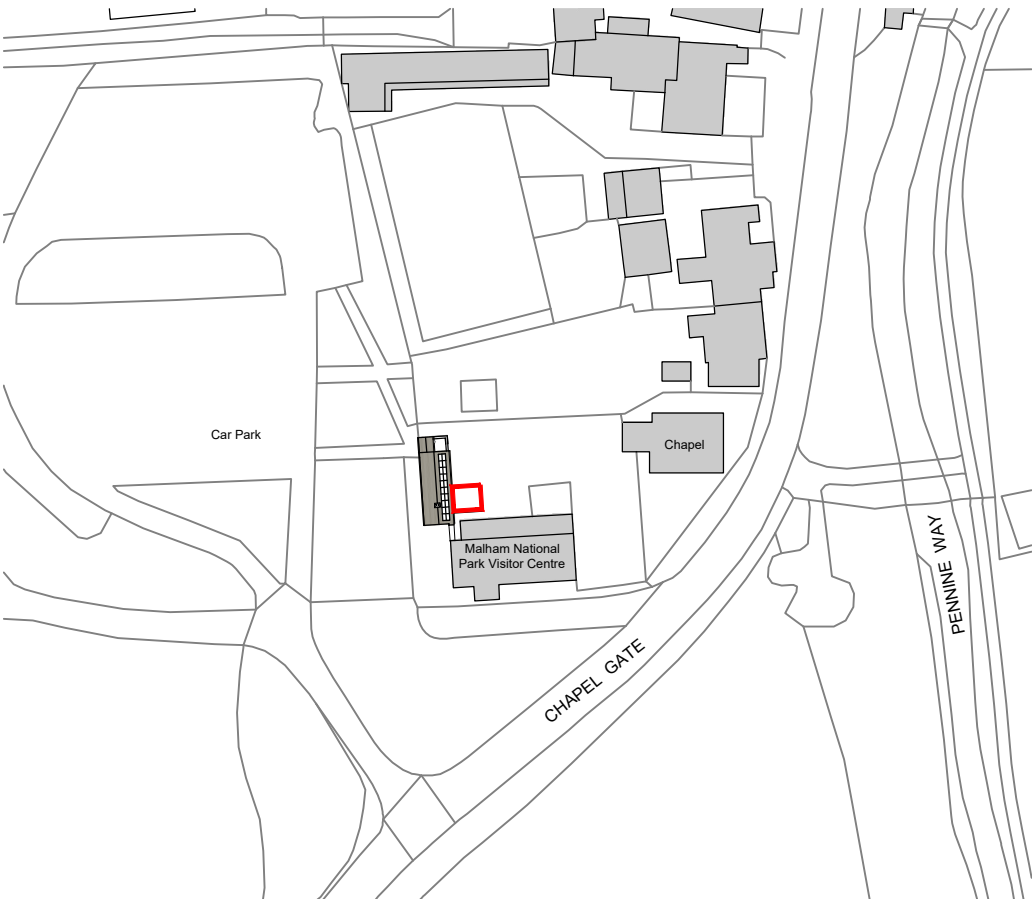 Car Park
Chapel
Malham National
Park Visitor Centre
CHAPEL GATE
PENNINE WAY